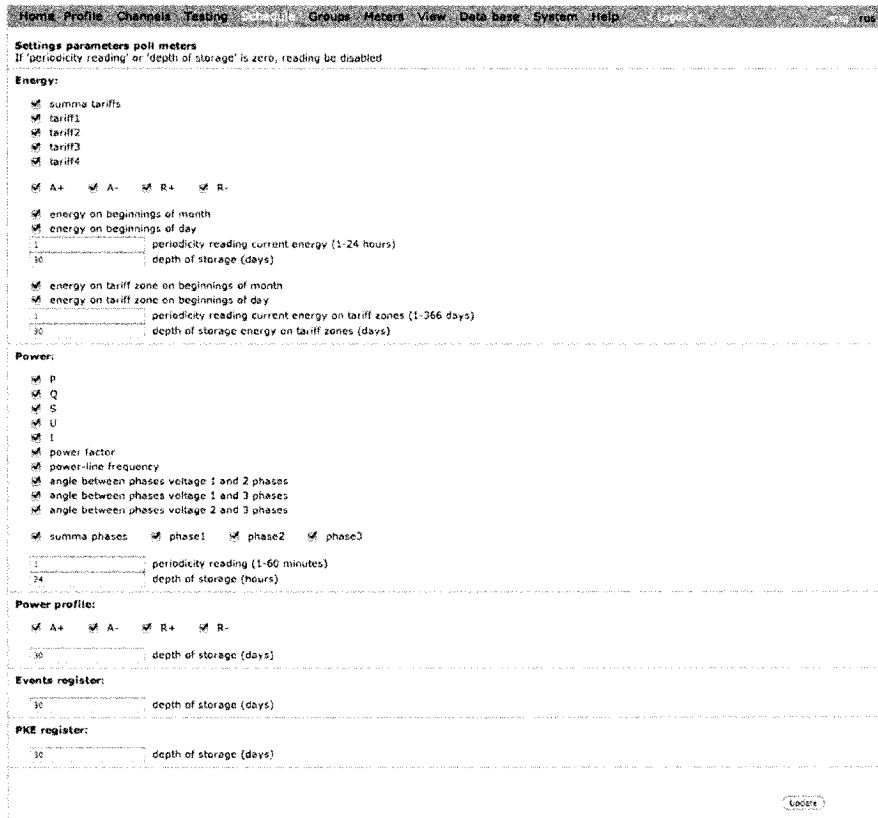 Home Profile Channels Testing Schedule Groups Meters View Data base System Help (Logout) eng rus
Settings parameters poll meters
If 'periodicity reading' or 'depth of storage' is zero, reading be disabled
Energy:
summa tariffs
tariff1
tariff2
tariff3
tariff4
A+ A- R+ R-
energy on beginnings of month
energy on beginnings of day
1 periodicity reading current energy (1-24 hours)
30 depth of storage (days)
energy on tariff zone on beginnings of month
energy on tariff zone on beginnings of day
1 periodicity reading current energy on tariff zones (1-366 days)
30 depth of storage energy on tariff zones (days)
Power:
P
Q
S
U
I
power factor
power-line frequency
angle between phases voltage 1 and 2 phases
angle between phases voltage 1 and 3 phases
angle between phases voltage 2 and 3 phases
summa phases phase1 phase2 phase3
1 periodicity reading (1-60 minutes)
24 depth of storage (hours)
Power profile:
A+ A- R+ R-
30 depth of storage (days)
Events register:
30 depth of storage (days)
PKE register:
30 depth of storage (days)
Update